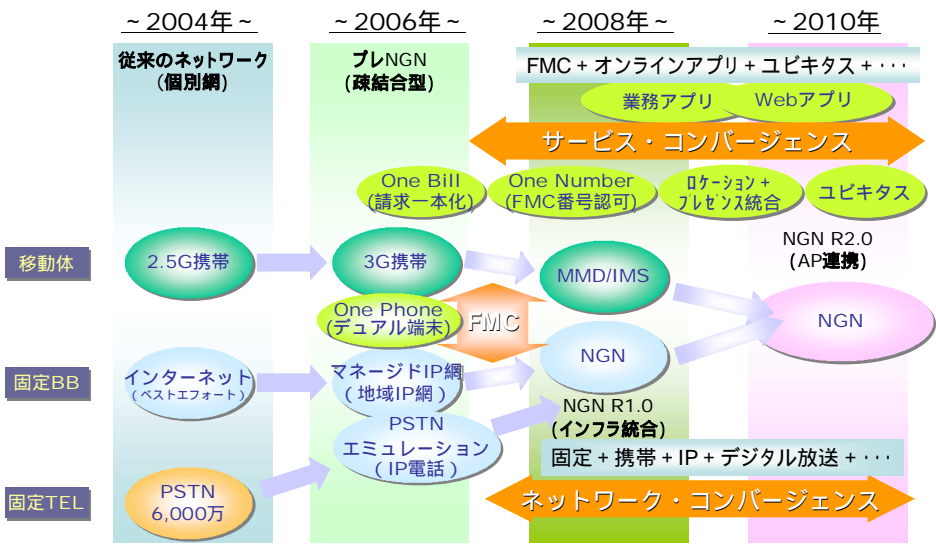 ~ 2004年 ~
~ 2006年 ~
~ 2008年 ~
~ 2010年
従来のネットワーク
(個別網)
プレNGN
(疎結合型)
FMC + オンラインアプリ + ユビキタス + ・・・
業務アプリ
Webアプリ
サービス・コンバージェンス
One Bill
(請求一本化)
One Number
(FMC番号認可)
ロケーション +
プレゼンス統合
ユビキタス
移動体
2.5G携帯
3G携帯
MMD/IMS
NGN R2.0
(AP連携)
One Phone
(デュアル端末)
FMC
NGN
NGN
固定BB
インターネット
(ベストエフォート)
マネージドIP網
(地域IP網)
NGN R1.0
(インフラ統合)
PSTN
エミュレーション
(IP電話)
固定 + 携帯 + IP + デジタル放送 + ・・・
固定TEL
PSTN
6,000万
ネットワーク・コンバージェンス